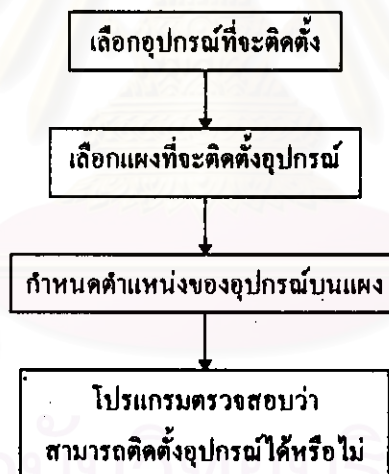 เลือกอุปกรณ์ที่จะติดตั้ง
เลือกแผงที่จะติดตั้งอุปกรณ์
กำหนดตำแหน่งของอุปกรณ์บนแผง
โปรแกรมตรวจสอบว่า
สามารถติดตั้งอุปกรณ์ได้หรือไม่